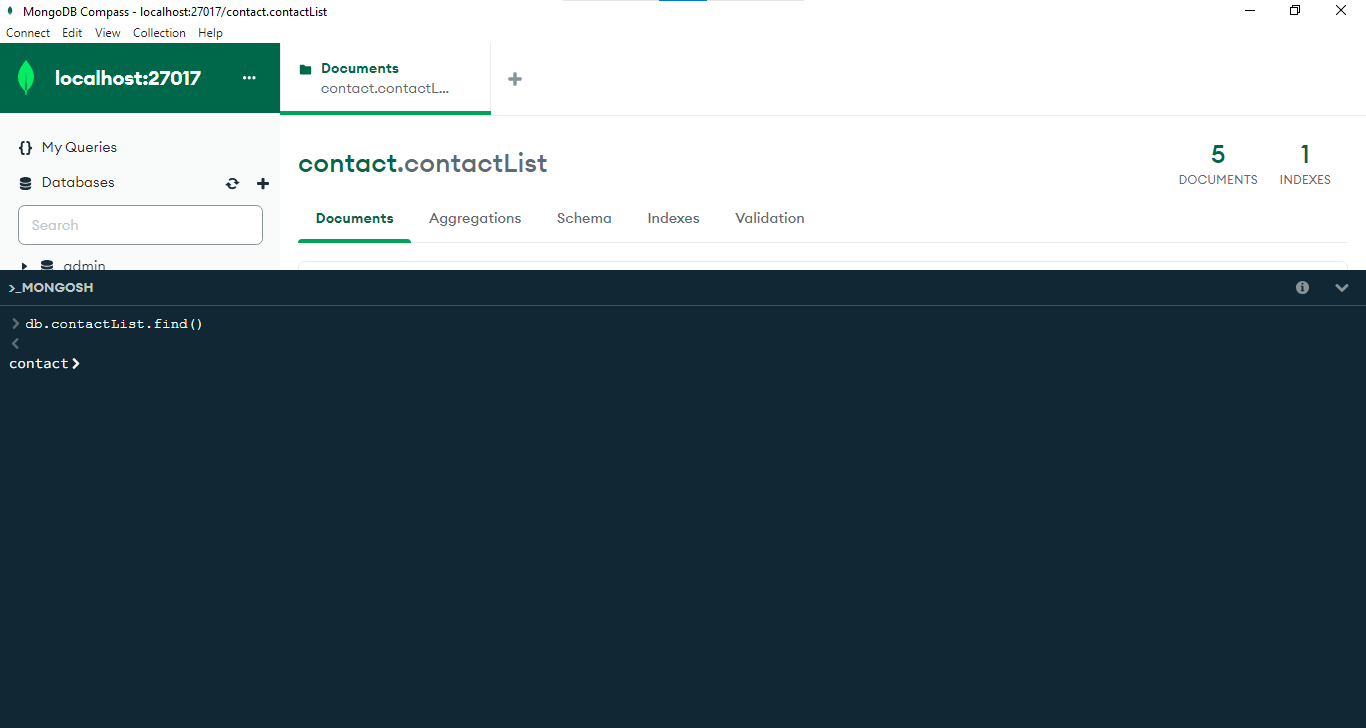 MongoDB Compass - localhost:27017/contact.contactList
Connect Edit View Collection Help
localhost:27017 ...
Documents
contact.contactL...
{} My Queries
Databases
Search
admin
contact.contactList
5
DOCUMENTS
1
INDEXES
Documents Aggregations Schema Indexes Validation
>_MONGOSH
> db.contactList.find()
<
contact>